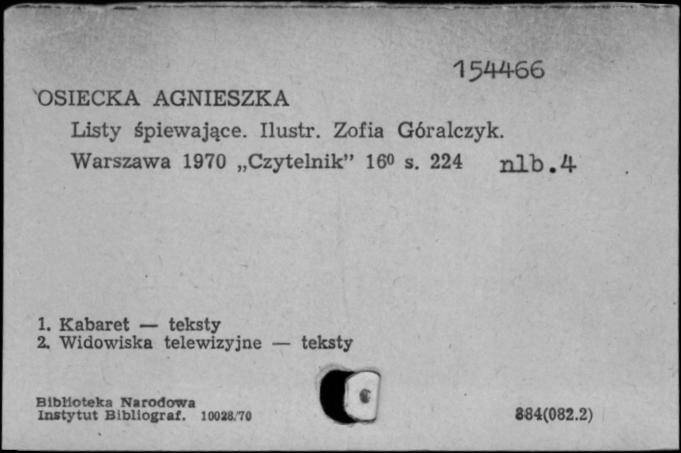 154466
OSIECKA AGNIESZKA
Listy śpiewające. Ilustr. Zofia Góralczyk.
Warszawa 1970 „Czytelnik” 16⁰ s. 224 nlb.4
1. Kabaret — teksty
2. Widowiska telewizyjne — teksty
Biblioteka Narodowa
Instytut Bibliograf. 10028/70
884(082.2)